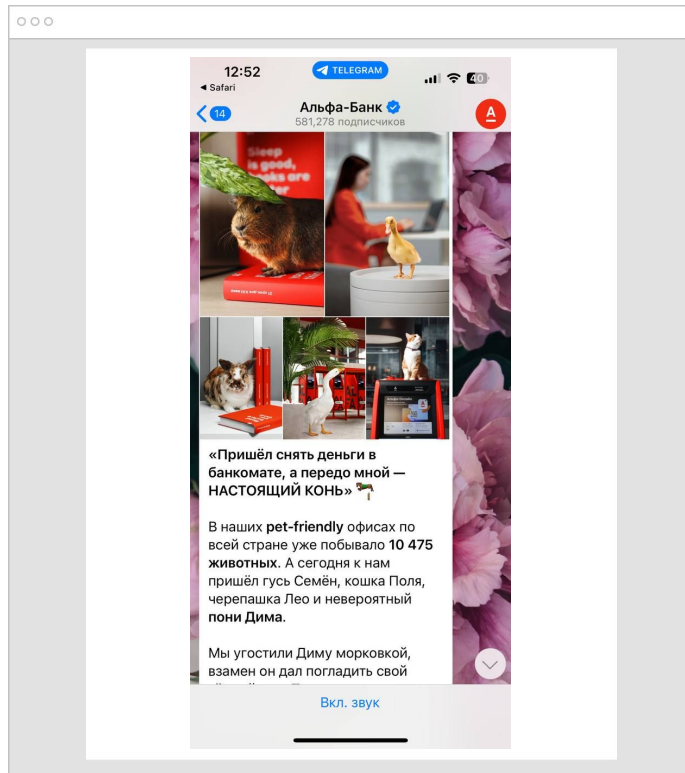 12:52
TELEGRAM
40
Safari
14
Альфа-Банк
581,278 подписчиков
А
Sleep
is good,
are
«Пришёл снять деньги в
банкомате, а передо мной —
НАСТОЯЩИЙ КОНЬ»
В наших pet-friendly офисах по
всей стране уже побывало 10 475
животных. А сегодня к нам
пришёл гусь Семён, кошка Поля,
черепашка Лео и невероятный
пони Дима.
Мы угостили Диму морковкой,
взамен он дал погладить свой
Вкл. звук